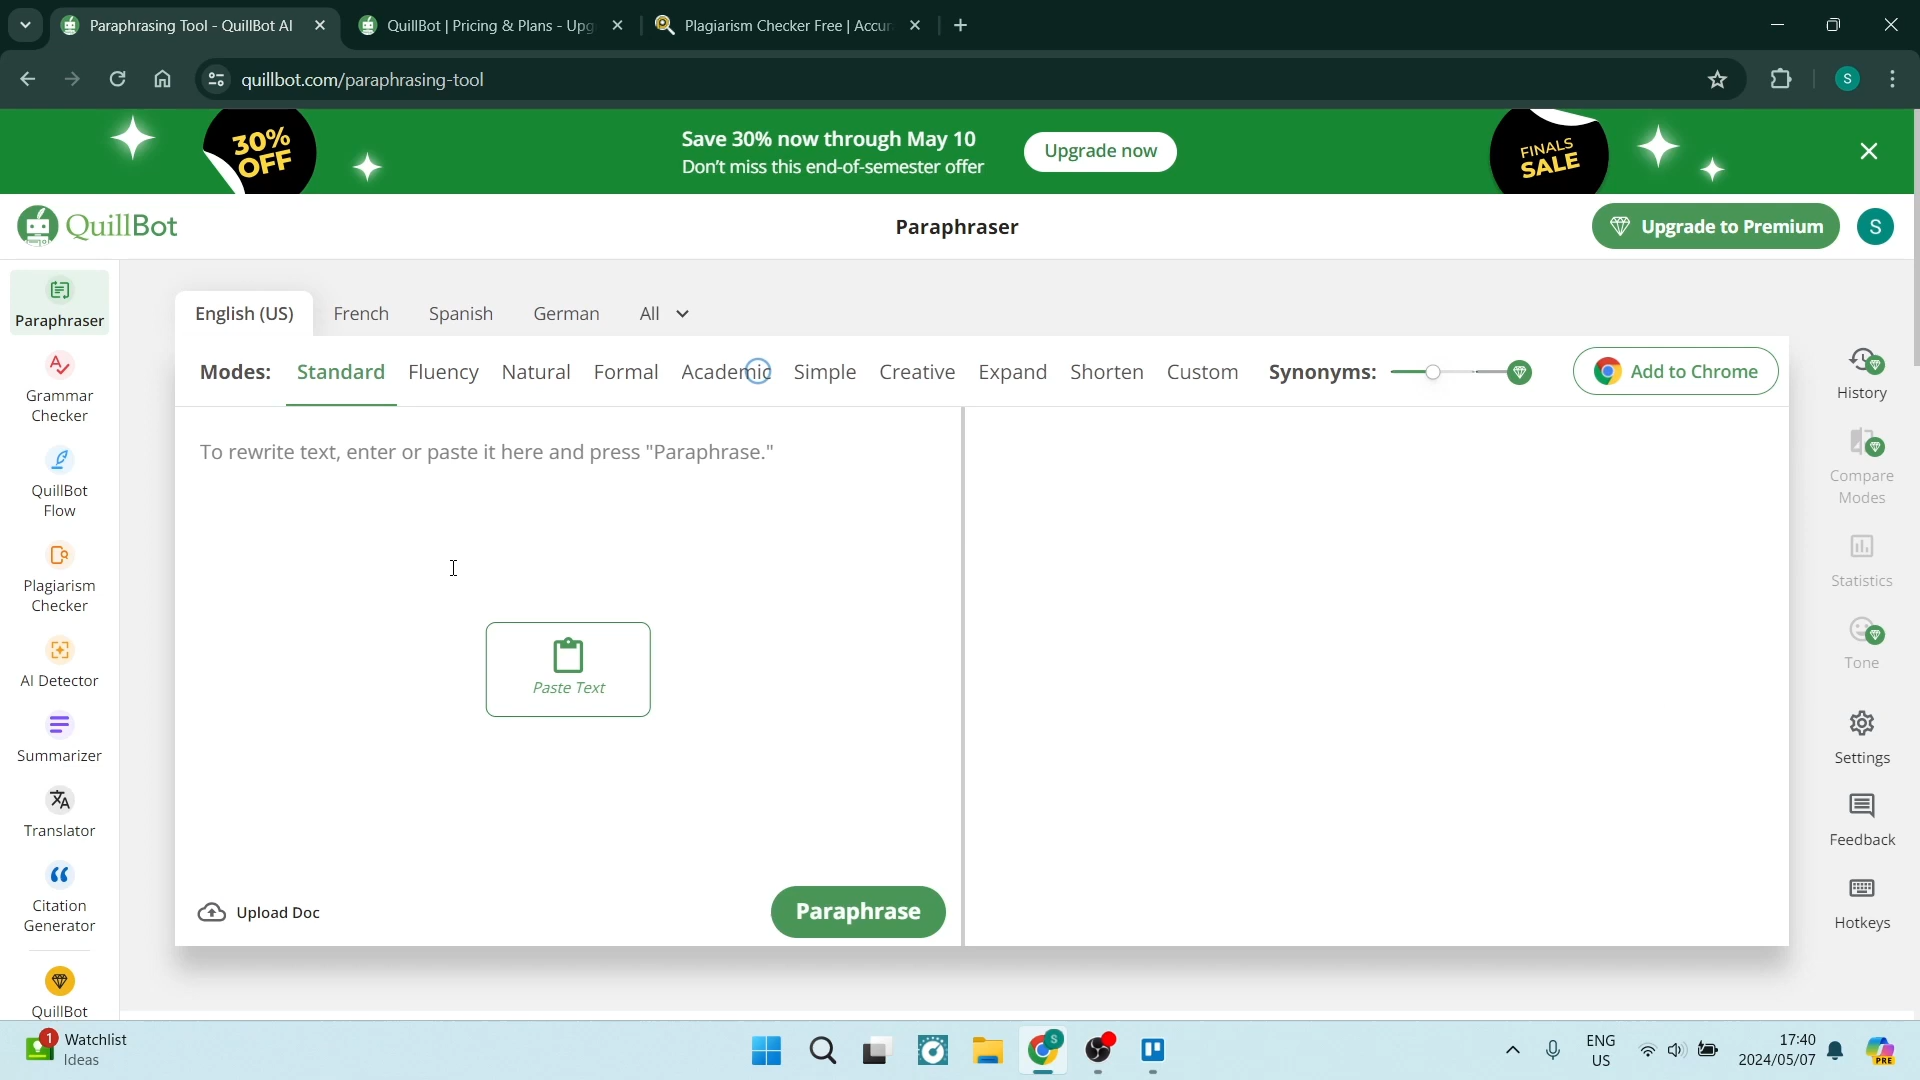 Paraphrasing Tool - QuillBot AI
QuillBot | Pricing & Plans - Upg
Plagiarism Checker Free | Accur
quillbot.com/paraphrasing-tool
S
30%
OFF
Save 30% now through May 10
Don't miss this end-of-semester offer
Upgrade now
FINALS
SALE
QuillBot
Paraphraser
Upgrade to Premium
S
Paraphraser
Grammar
Checker
QuillBot
Flow
Plagiarism
Checker
AI Detector
Summarizer
Translator
Citation
Generator
QuillBot
English (US) French Spanish German All
Modes: Standard Fluency Natural Formal Academic Simple Creative Expand Shorten Custom Synonyms: Add to Chrome
To rewrite text, enter or paste it here and press "Paraphrase."
Paste Text
Upload Doc
Paraphrase
History
Compare
Modes
Statistics
Tone
Settings
Feedback
Hotkeys
1
Watchlist
Ideas
S
ENG
US
17:40
2024/05/07
PRE